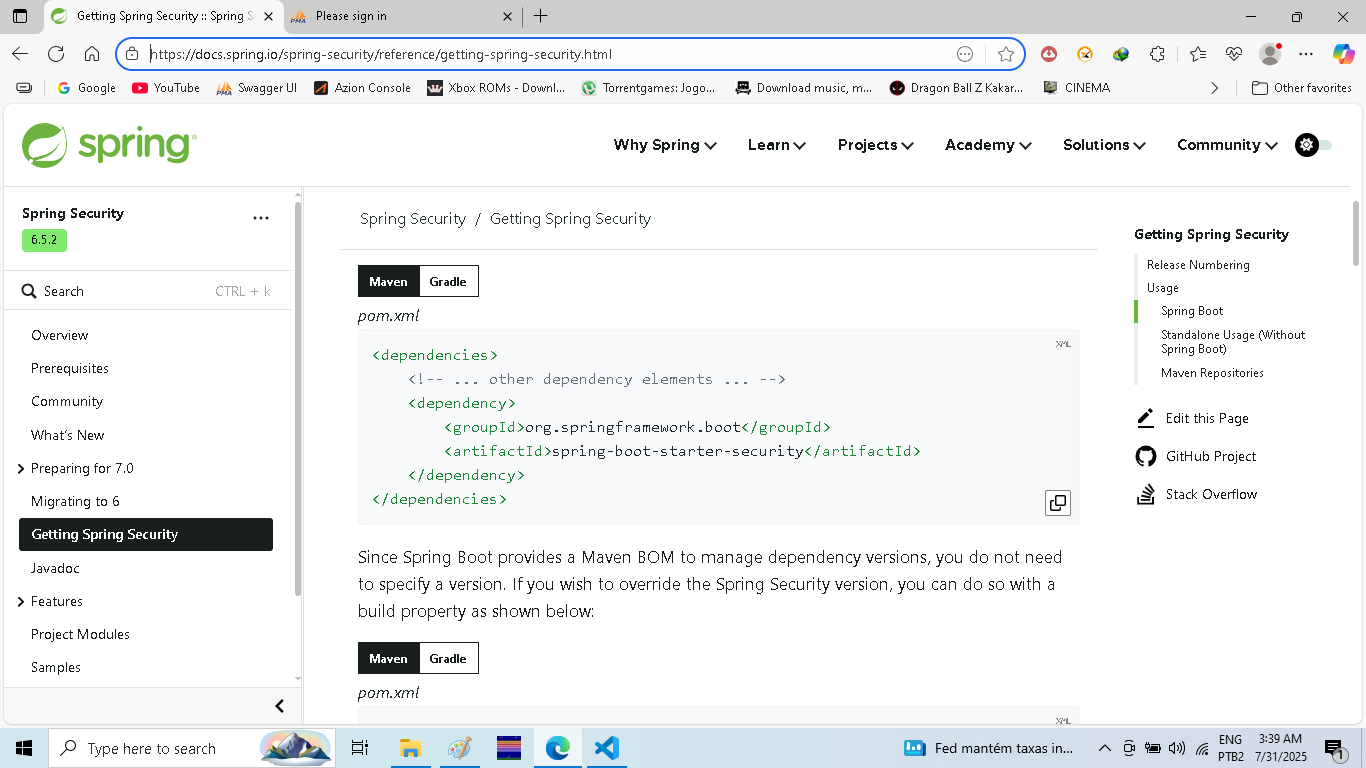 Getting Spring Security :: Spring Se
Please sign in
https://docs.spring.io/spring-security/reference/getting-spring-security.html
Google
YouTube
Swagger UI
Azion Console
Xbox ROMs - Downl...
Torrentgames: Jogo...
Download music, m...
Dragon Ball Z Kakar...
CINEMA
Other favorites
spring
Why Spring
Learn
Projects
Academy
Solutions
Community
Spring Security
6.5.2
Search CTRL + k
Overview
Prerequisites
Community
What's New
Preparing for 7.0
Migrating to 6
Getting Spring Security
Javadoc
Features
Project Modules
Samples
Spring Security / Getting Spring Security
Maven Gradle
pom.xml
XML
<dependencies>
    <!-- ... other dependency elements ... -->
    <dependency>
        <groupId>org.springframework.boot</groupId>
        <artifactId>spring-boot-starter-security</artifactId>
    </dependency>
</dependencies>
Since Spring Boot provides a Maven BOM to manage dependency versions, you do not need
to specify a version. If you wish to override the Spring Security version, you can do so with a
build property as shown below:
Maven Gradle
pom.xml
XML
Getting Spring Security
Release Numbering
Usage
Spring Boot
Standalone Usage (Without
Spring Boot)
Maven Repositories
Edit this Page
GitHub Project
Stack Overflow
Type here to search
Fed mantém taxas in...
ENG
PTB2
3:39 AM
7/31/2025
1